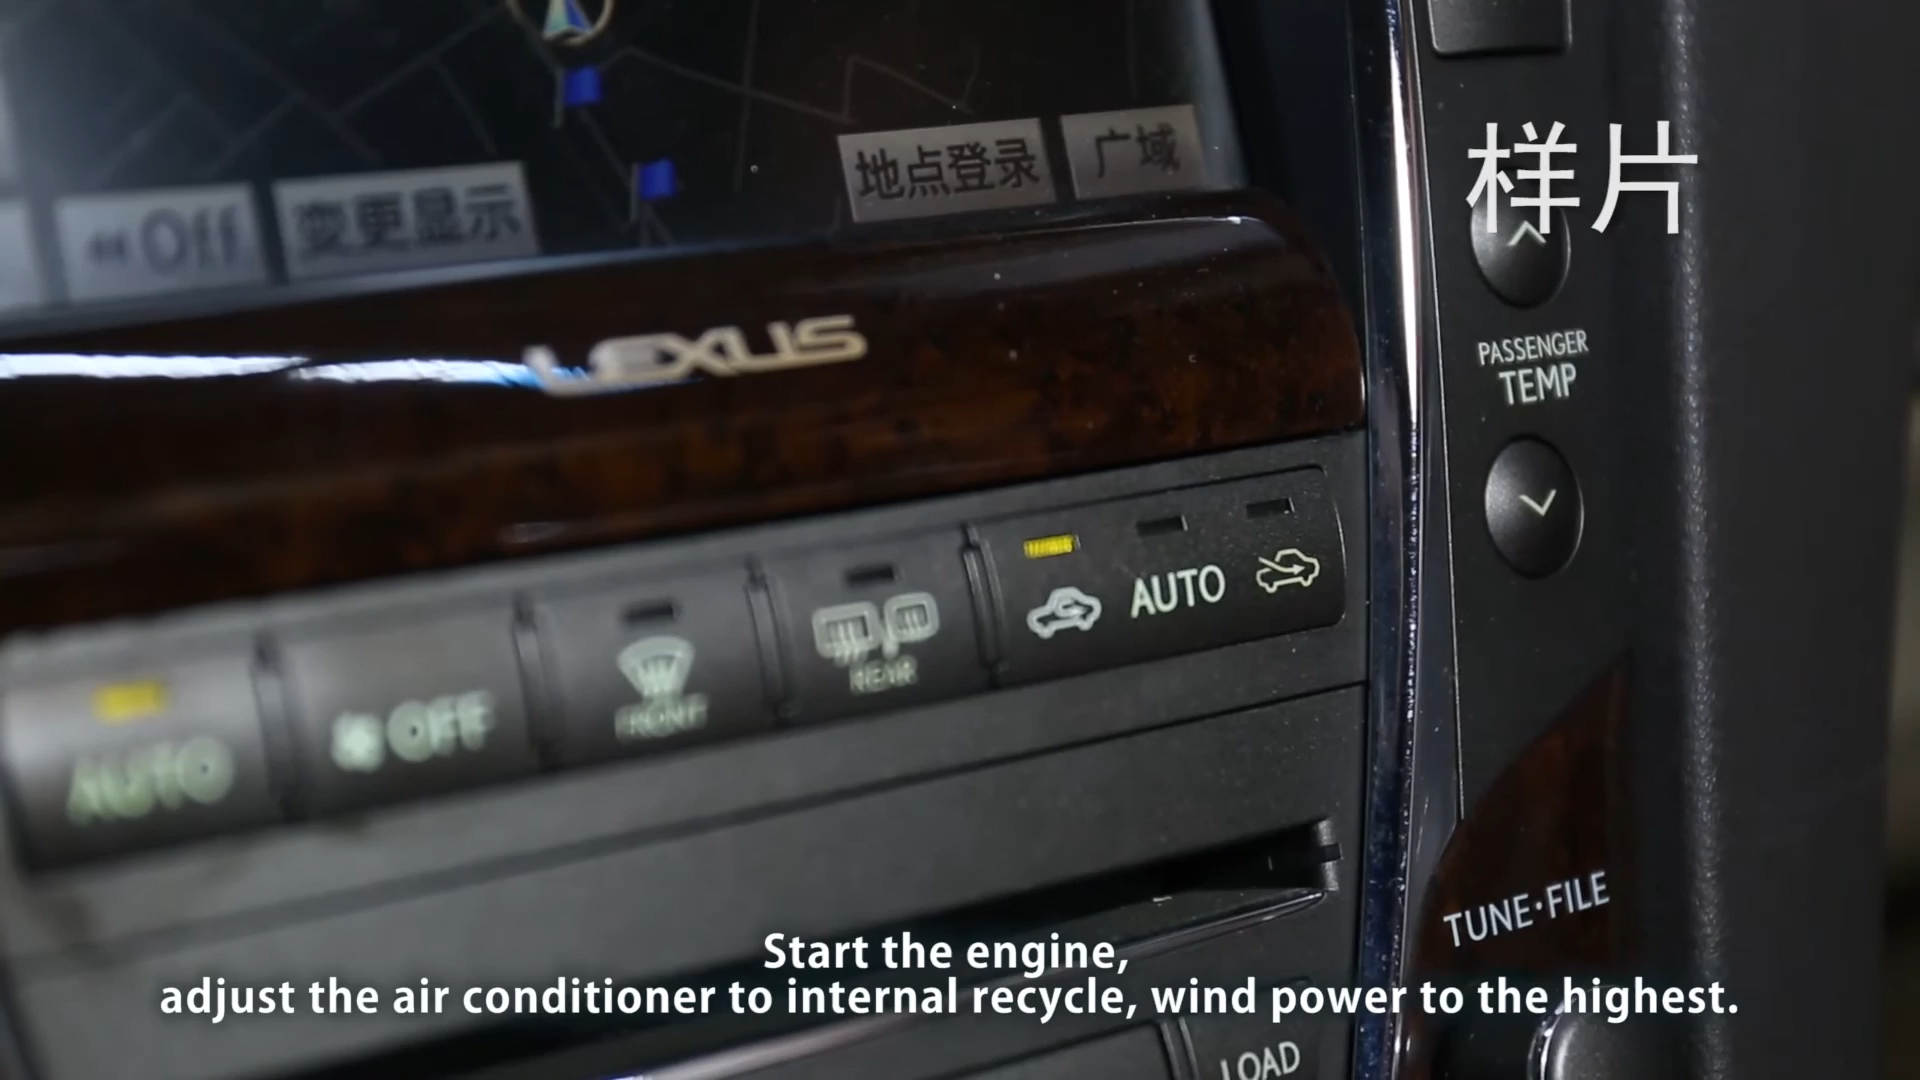 地点登录 广域
«Off 变更显示
样片
LEXUS
PASSENGER
TEMP
AUTO
OFF
FRONT
REAR
AUTO
TUNE·FILE
LOAD
Start the engine,
adjust the air conditioner to internal recycle, wind power to the highest.